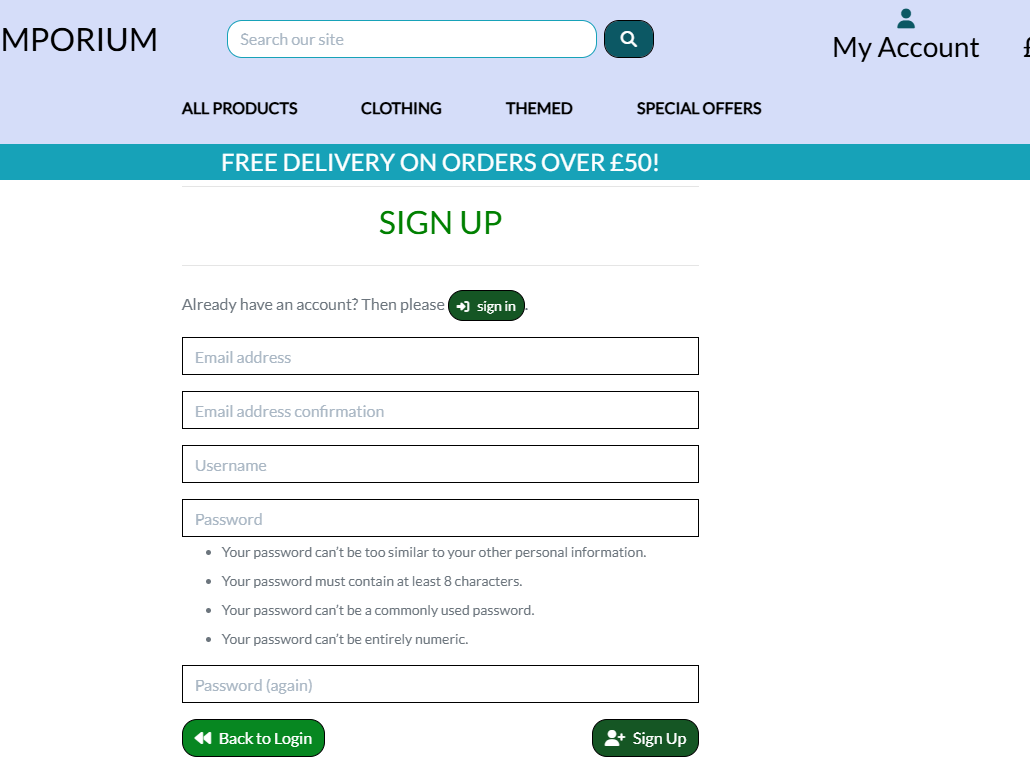 MPORIUM
Search our site
My Account
£
ALL PRODUCTS CLOTHING THEMED SPECIAL OFFERS
FREE DELIVERY ON ORDERS OVER £50!
SIGN UP
Already have an account? Then please sign in.
Email address
Email address confirmation
Username
Password
• Your password can’t be too similar to your other personal information.
• Your password must contain at least 8 characters.
• Your password can’t be a commonly used password.
• Your password can’t be entirely numeric.
Password (again)
Back to Login Sign Up